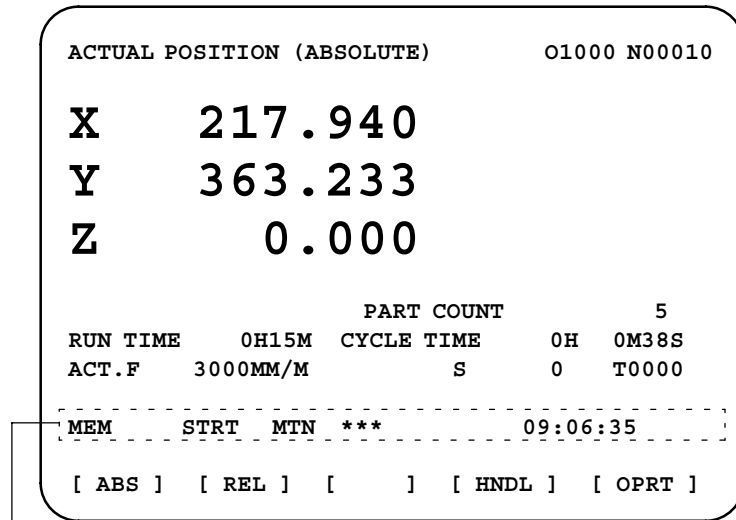 ACTUAL POSITION (ABSOLUTE) O1000 N00010
X 217.940
Y 363.233
Z 0.000
PART COUNT 5
RUN TIME 0H15M CYCLE TIME 0H 0M38S
ACT.F 3000MM/M S 0 T0000
MEM STRT MTN *** 09:06:35
[ ABS ] [ REL ] [ ] [ HNDL ] [ OPRT ]